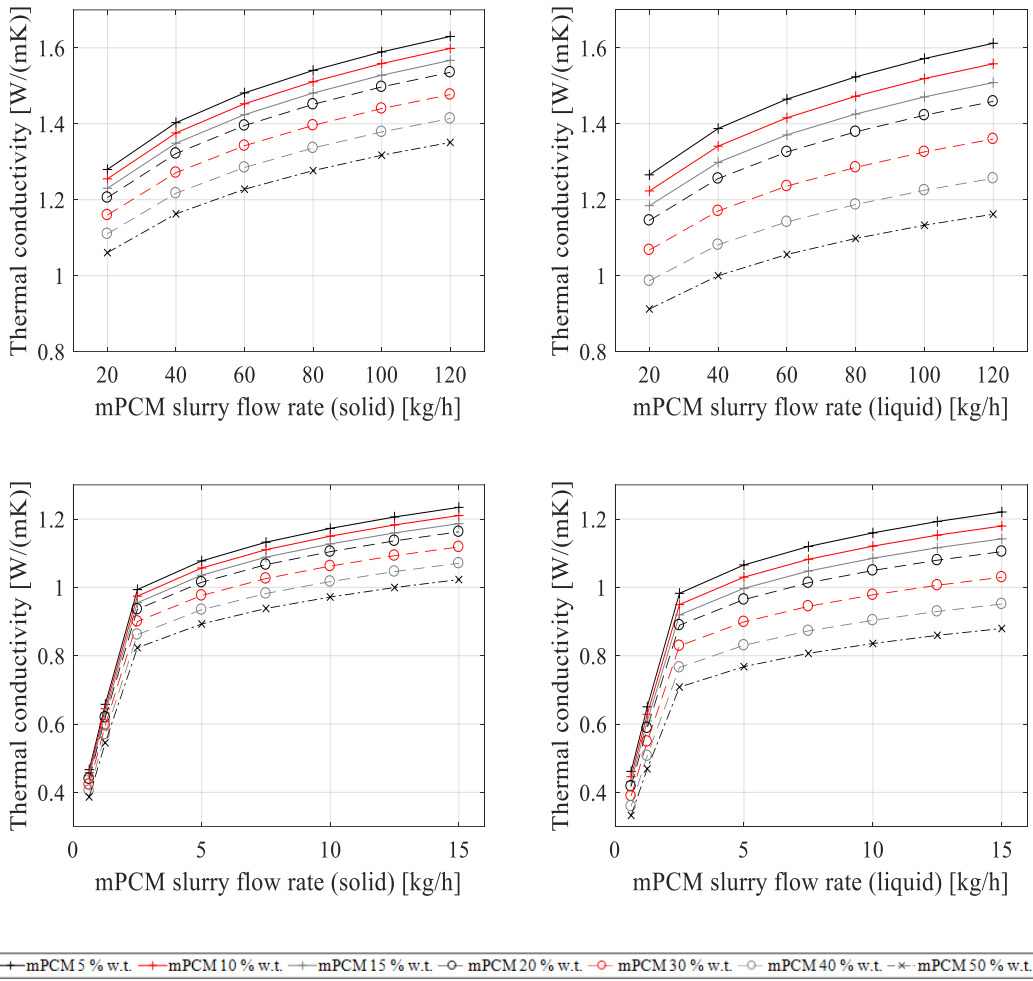 Thermal conductivity [W/(mK)]
1.6
1.4
1.2
1
0.8
20 40 60 80 100 120
mPCM slurry flow rate (solid) [kg/h]
Thermal conductivity [W/(mK)]
1.6
1.4
1.2
1
0.8
20 40 60 80 100 120
mPCM slurry flow rate (liquid) [kg/h]
Thermal conductivity [W/(mK)]
1.2
1
0.8
0.6
0.4
0 5 10 15
mPCM slurry flow rate (solid) [kg/h]
Thermal conductivity [W/(mK)]
1.2
1
0.8
0.6
0.4
0 5 10 15
mPCM slurry flow rate (liquid) [kg/h]
mPCM 5 % w.t. mPCM 10 % w.t. mPCM 15 % w.t. mPCM 20 % w.t. mPCM 30 % w.t. mPCM 40 % w.t. mPCM 50 % w.t.